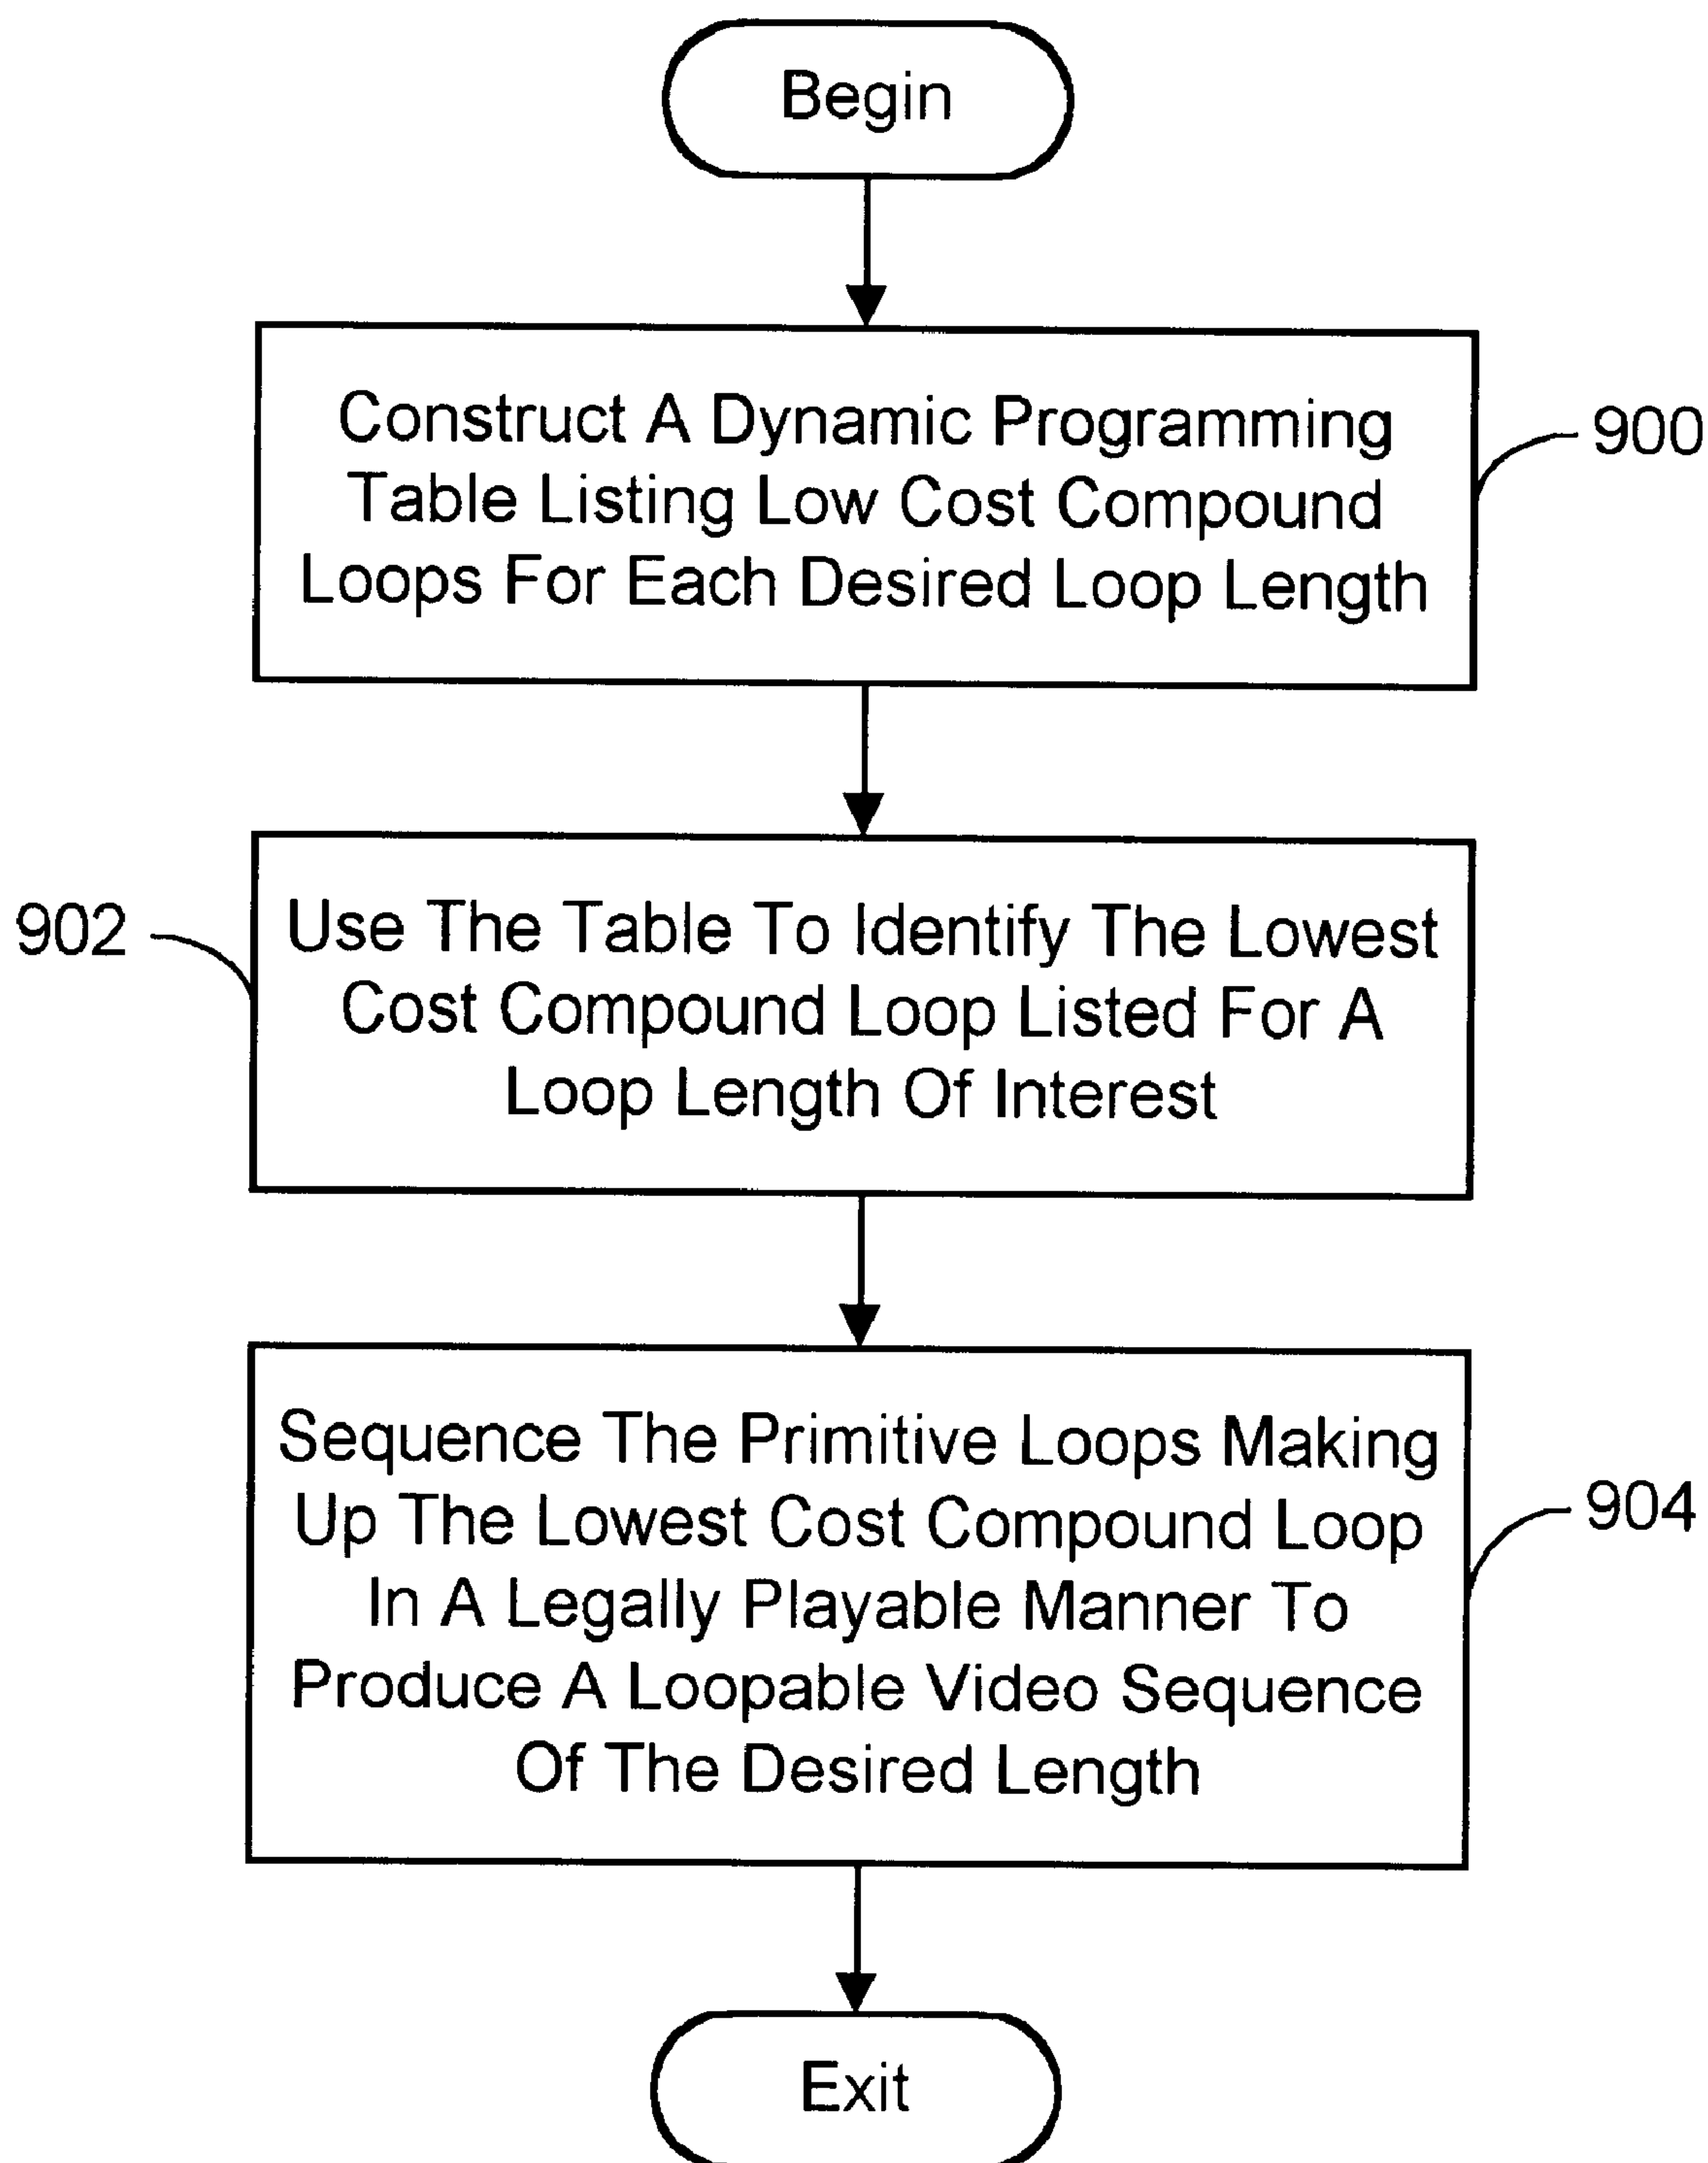 Begin
Construct A Dynamic Programming
Table Listing Low Cost Compound
Loops For Each Desired Loop Length
900
902
Use The Table To Identify The Lowest
Cost Compound Loop Listed For A
Loop Length Of Interest
Sequence The Primitive Loops Making
Up The Lowest Cost Compound Loop
In A Legally Playable Manner To
Produce A Loopable Video Sequence
Of The Desired Length
904
Exit